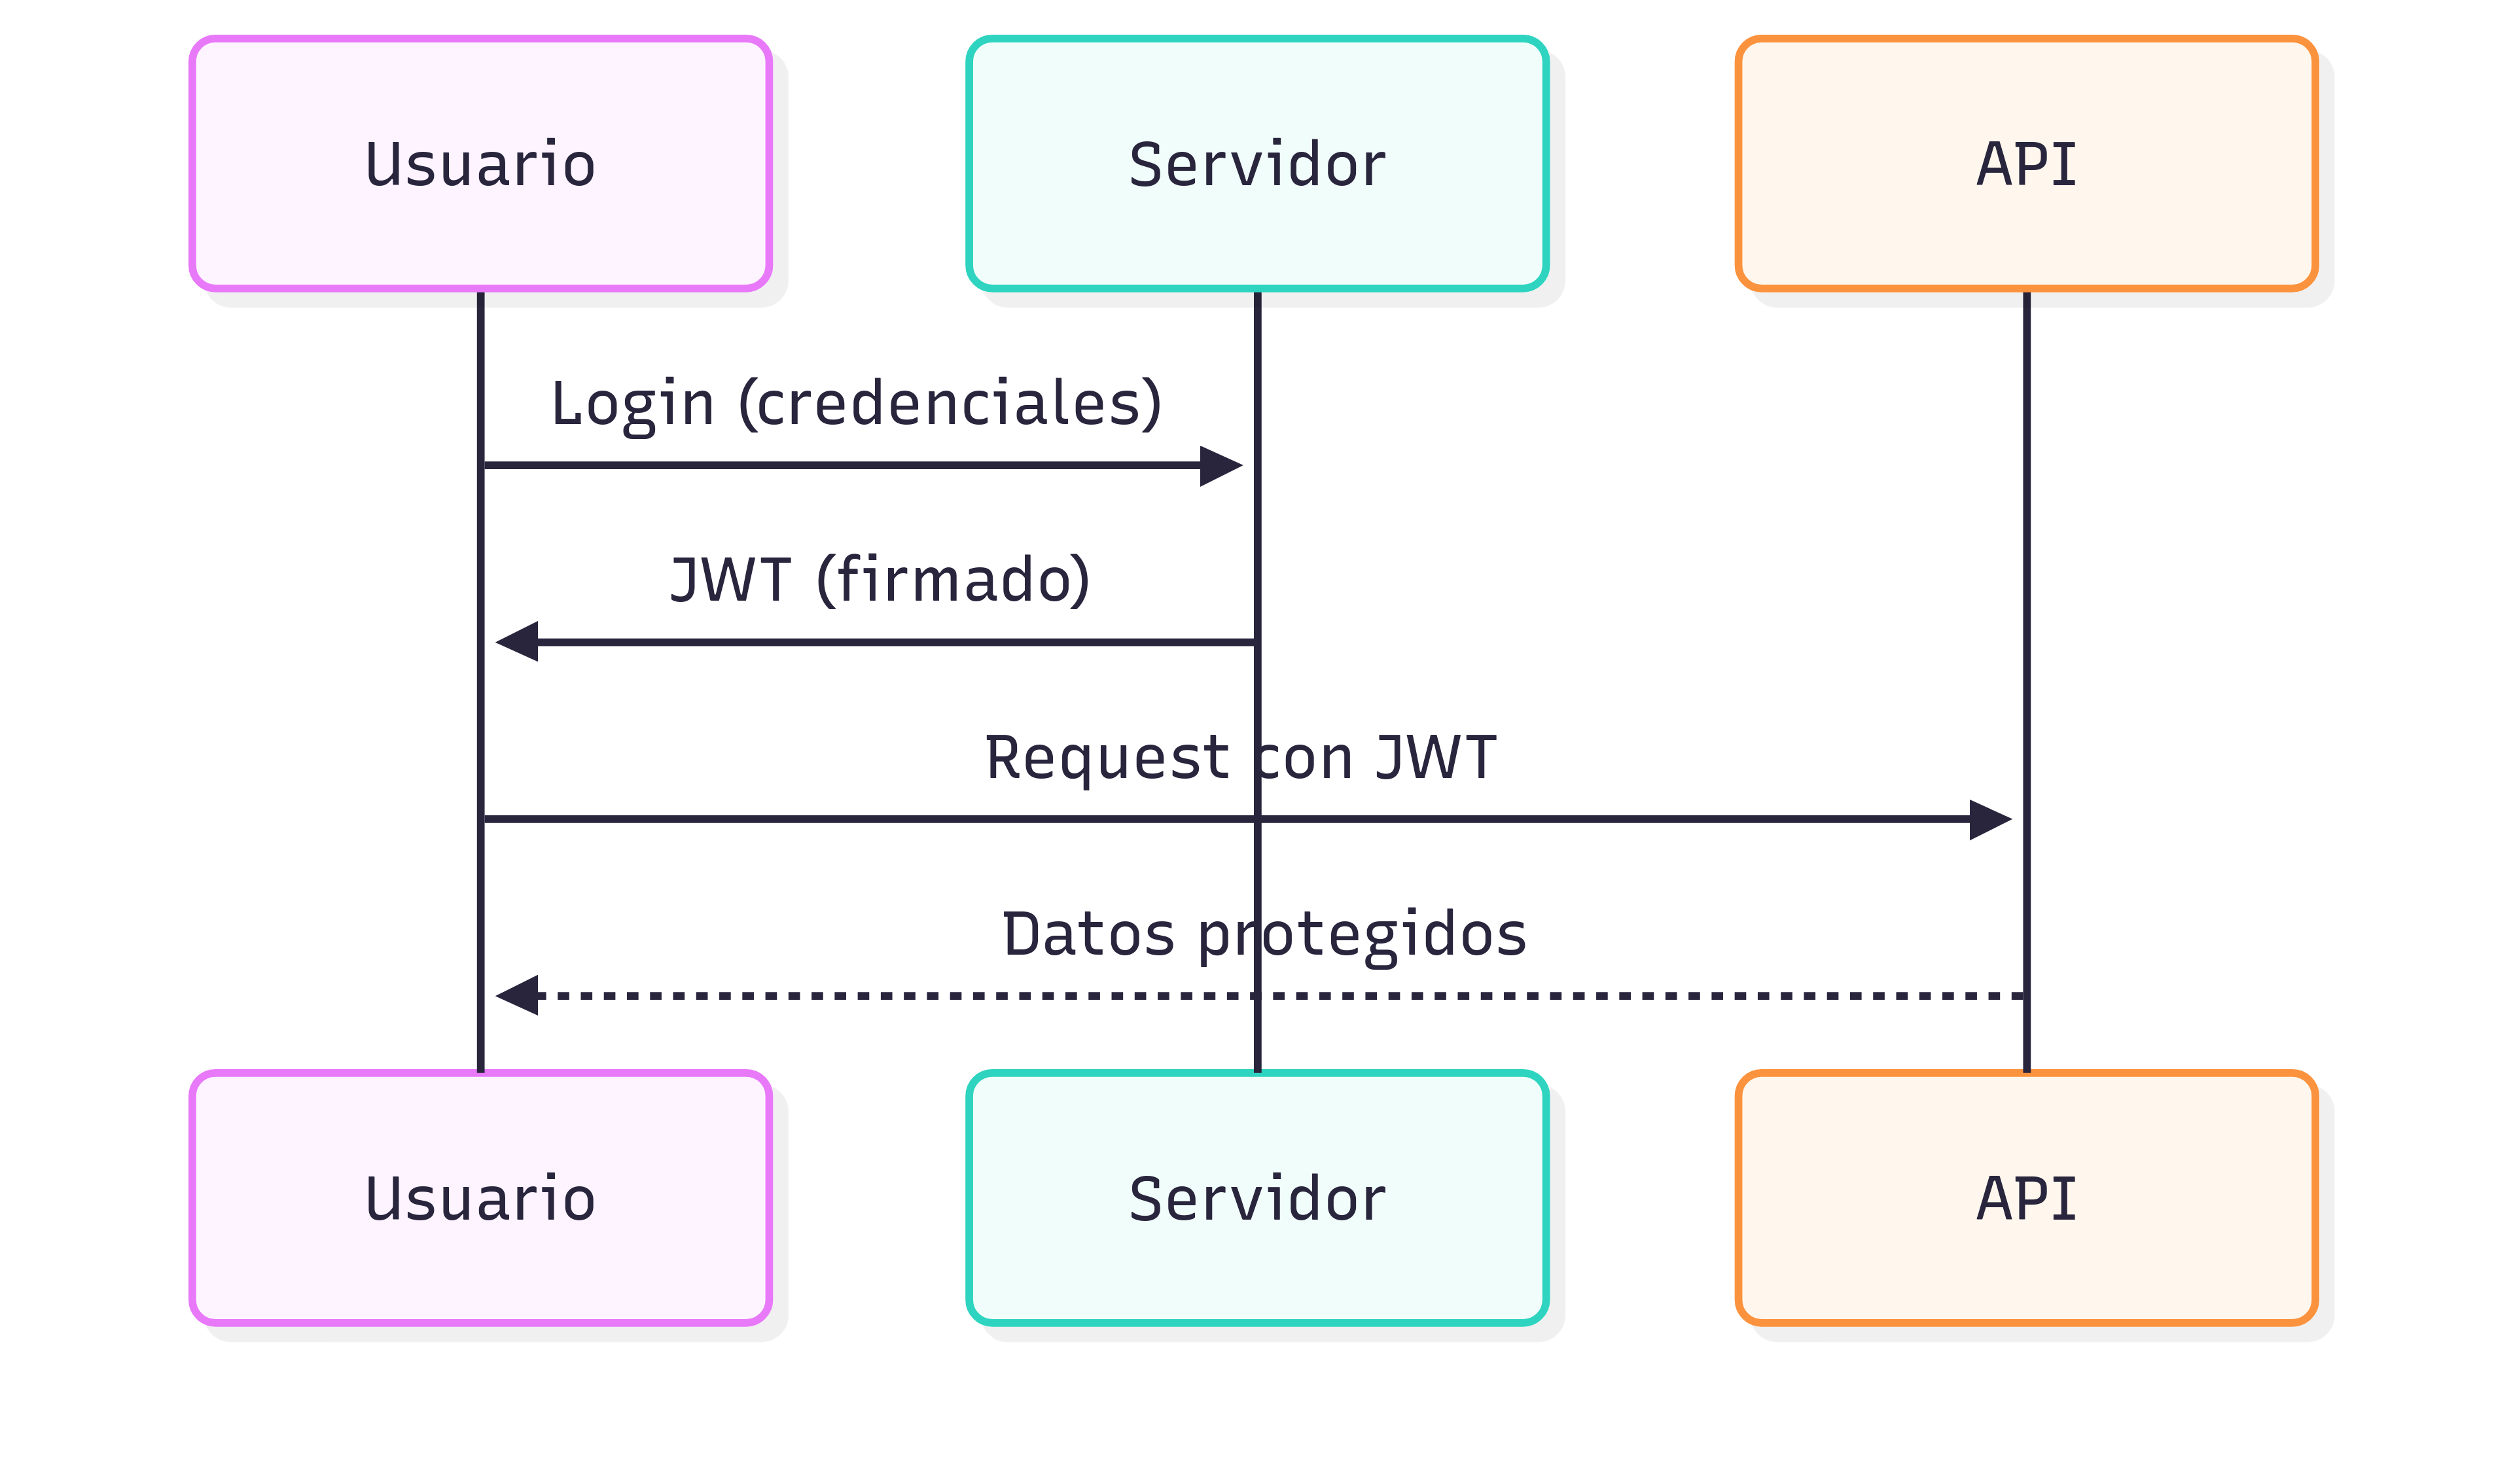 Usuario
Servidor
API
Login (credenciales)
JWT (firmado)
Request con JWT
Datos protegidos
Usuario
Servidor
API